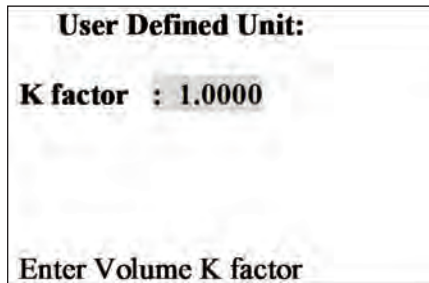 User Defined Unit:
K factor : 1.0000
Enter Volume K factor